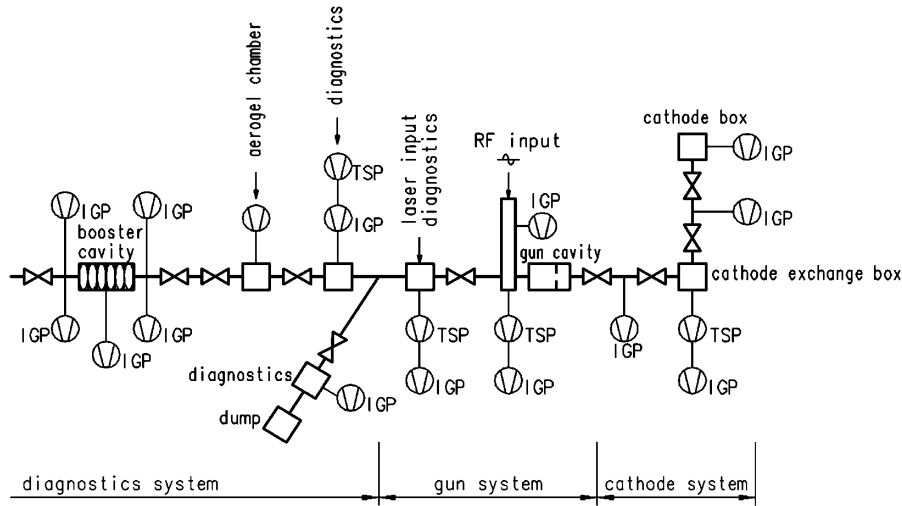 aerogel chamber
diagnostics
laser input
diagnostics
RF input
cathode box
IGP
TSP
IGP
IGP
IGP
IGP
IGP
booster
cavity
gun cavity
cathode exchange box
IGP
IGP
IGP
TSP
TSP
IGP
TSP
diagnostics
IGP
IGP
IGP
IGP
dump
diagnostics system
gun system
cathode system